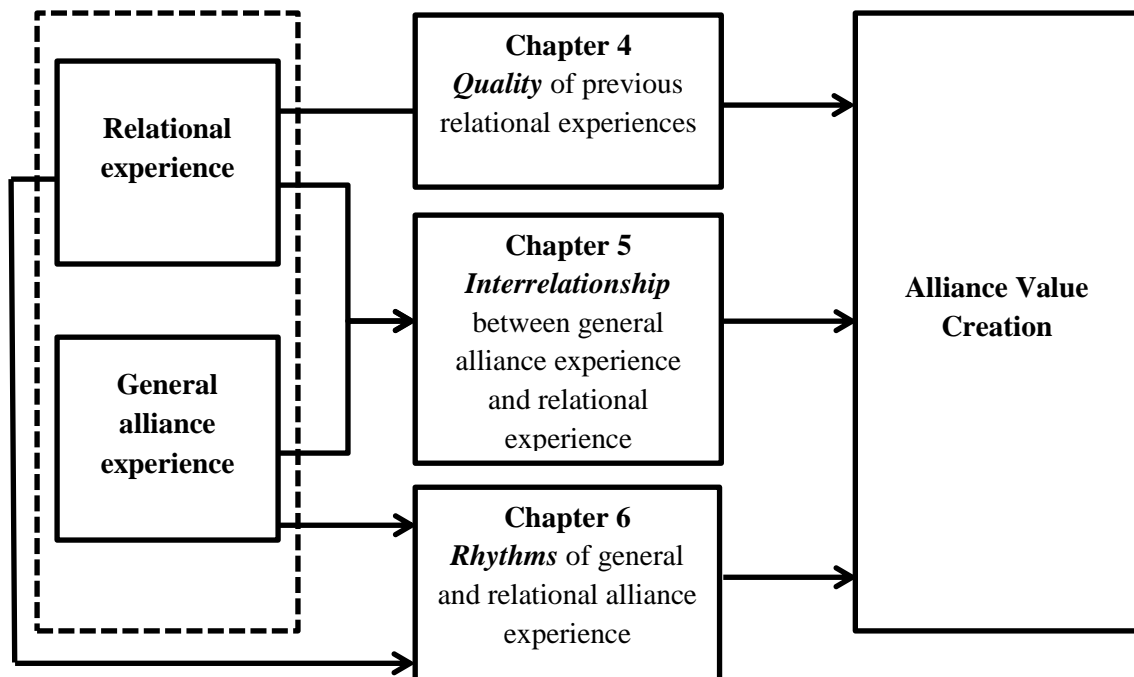 Relational
experience
General
alliance
experience
Chapter 4
Quality of previous
relational experiences
Chapter 5
Interrelationship
between general
alliance experience
and relational
experience
Chapter 6
Rhythms of general
and relational alliance
experience
Alliance Value
Creation